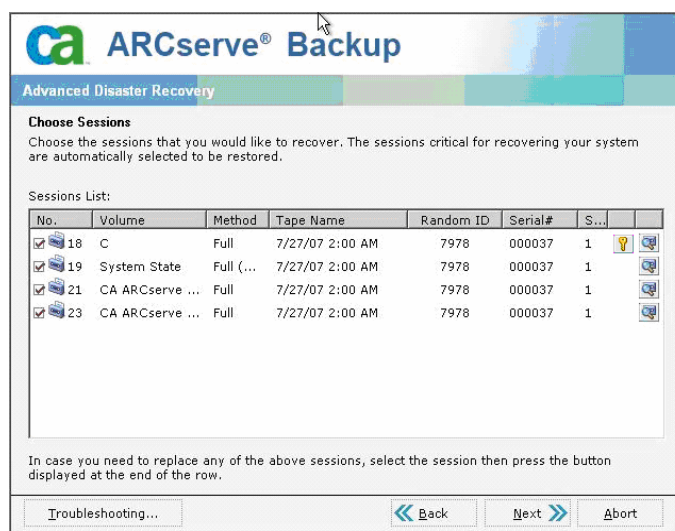 ca ARCserve® Backup
Advanced Disaster Recovery
Choose Sessions
Choose the sessions that you would like to recover. The sessions critical for recovering your system
are automatically selected to be restored.
Sessions List:
No. Volume Method Tape Name Random ID Serial# S...
18 C Full 7/27/07 2:00 AM 7978 000037 1
19 System State Full (... 7/27/07 2:00 AM 7978 000037 1
21 CA ARCserve ... Full 7/27/07 2:00 AM 7978 000037 1
23 CA ARCserve ... Full 7/27/07 2:00 AM 7978 000037 1
In case you need to replace any of the above sessions, select the session then press the button
displayed at the end of the row.
Troubleshooting... Back Next Abort